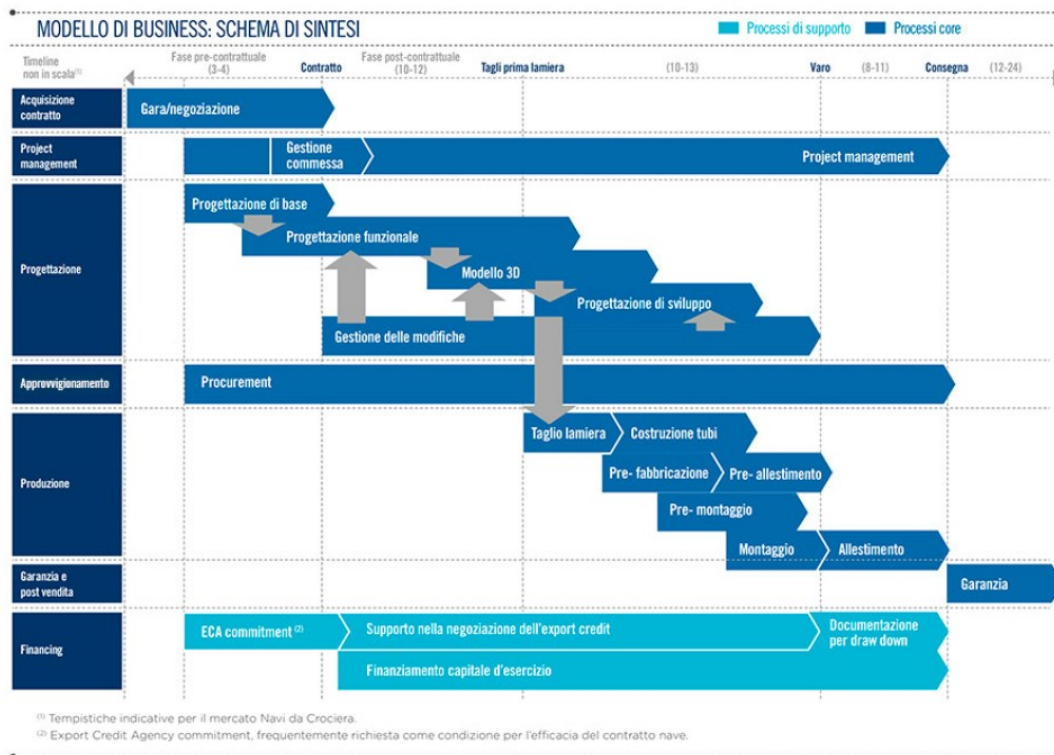 MODELLO DI BUSINESS: SCHEMA DI SINTESI
Processi di supporto
Processi core
Timeline
non in scala(1)
Fase pre-contrattuale
(3-4)
Contratto
Fase post-contrattuale
(10-12)
Tagli prima lamiera
(10-13)
Varo
(8-11)
Consegna
(12-24)
Acquisizione
contratto
Gara/negoziazione
Project
management
Gestione
commessa
Project management
Progettazione
Progettazione di base
Progettazione funzionale
Modello 3D
Progettazione di sviluppo
Gestione delle modifiche
Approvvigionamento
Procurement
Produzione
Taglio lamiera
Costruzione tubi
Pre- fabbricazione
Pre- allestimento
Pre- montaggio
Montaggio
Allestimento
Garanzia e
post vendita
Garanzia
Financing
ECA commitment (2)
Supporto nella negoziazione dell'export credit
Documentazione
per draw down
Finanziamento capitale d'esercizio
(1) Tempistiche indicative per il mercato Navi da Crociera.
(2) Export Credit Agency commitment, frequentemente richiesta come condizione per l'efficacia del contratto nave.